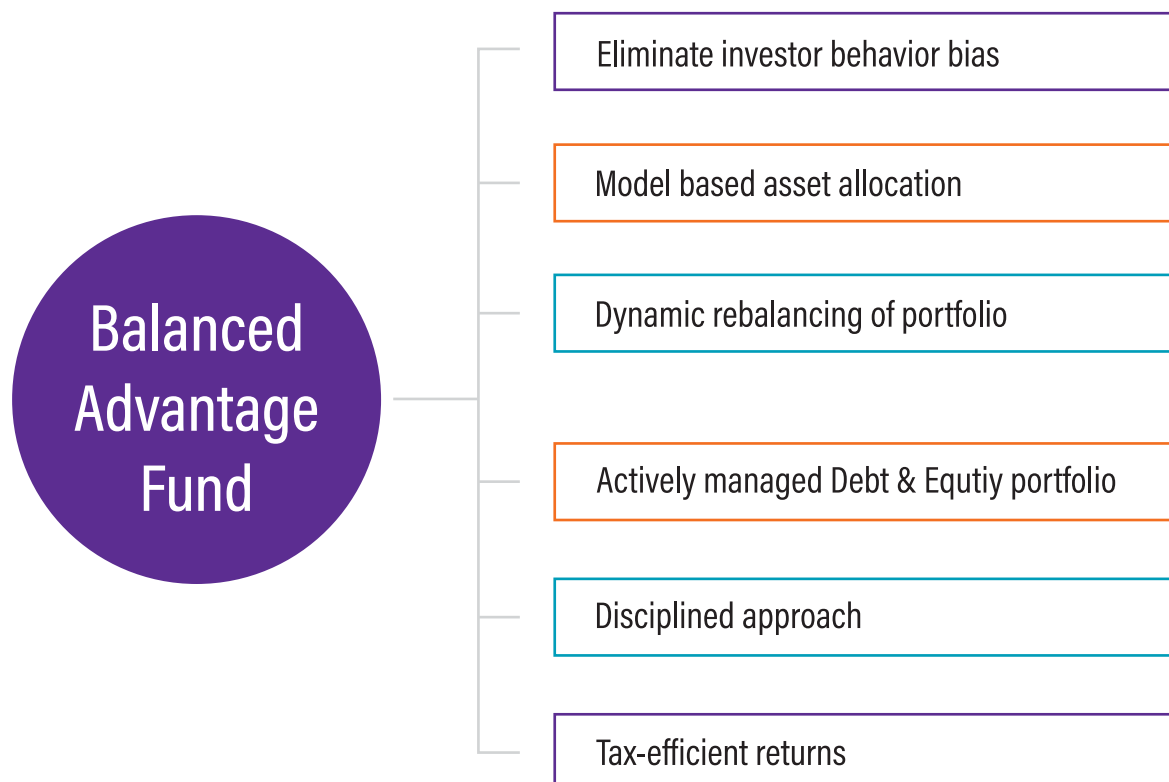 Balanced
Advantage
Fund
Eliminate investor behavior bias
Model based asset allocation
Dynamic rebalancing of portfolio
Actively managed Debt & Equtiy portfolio
Disciplined approach
Tax-efficient returns